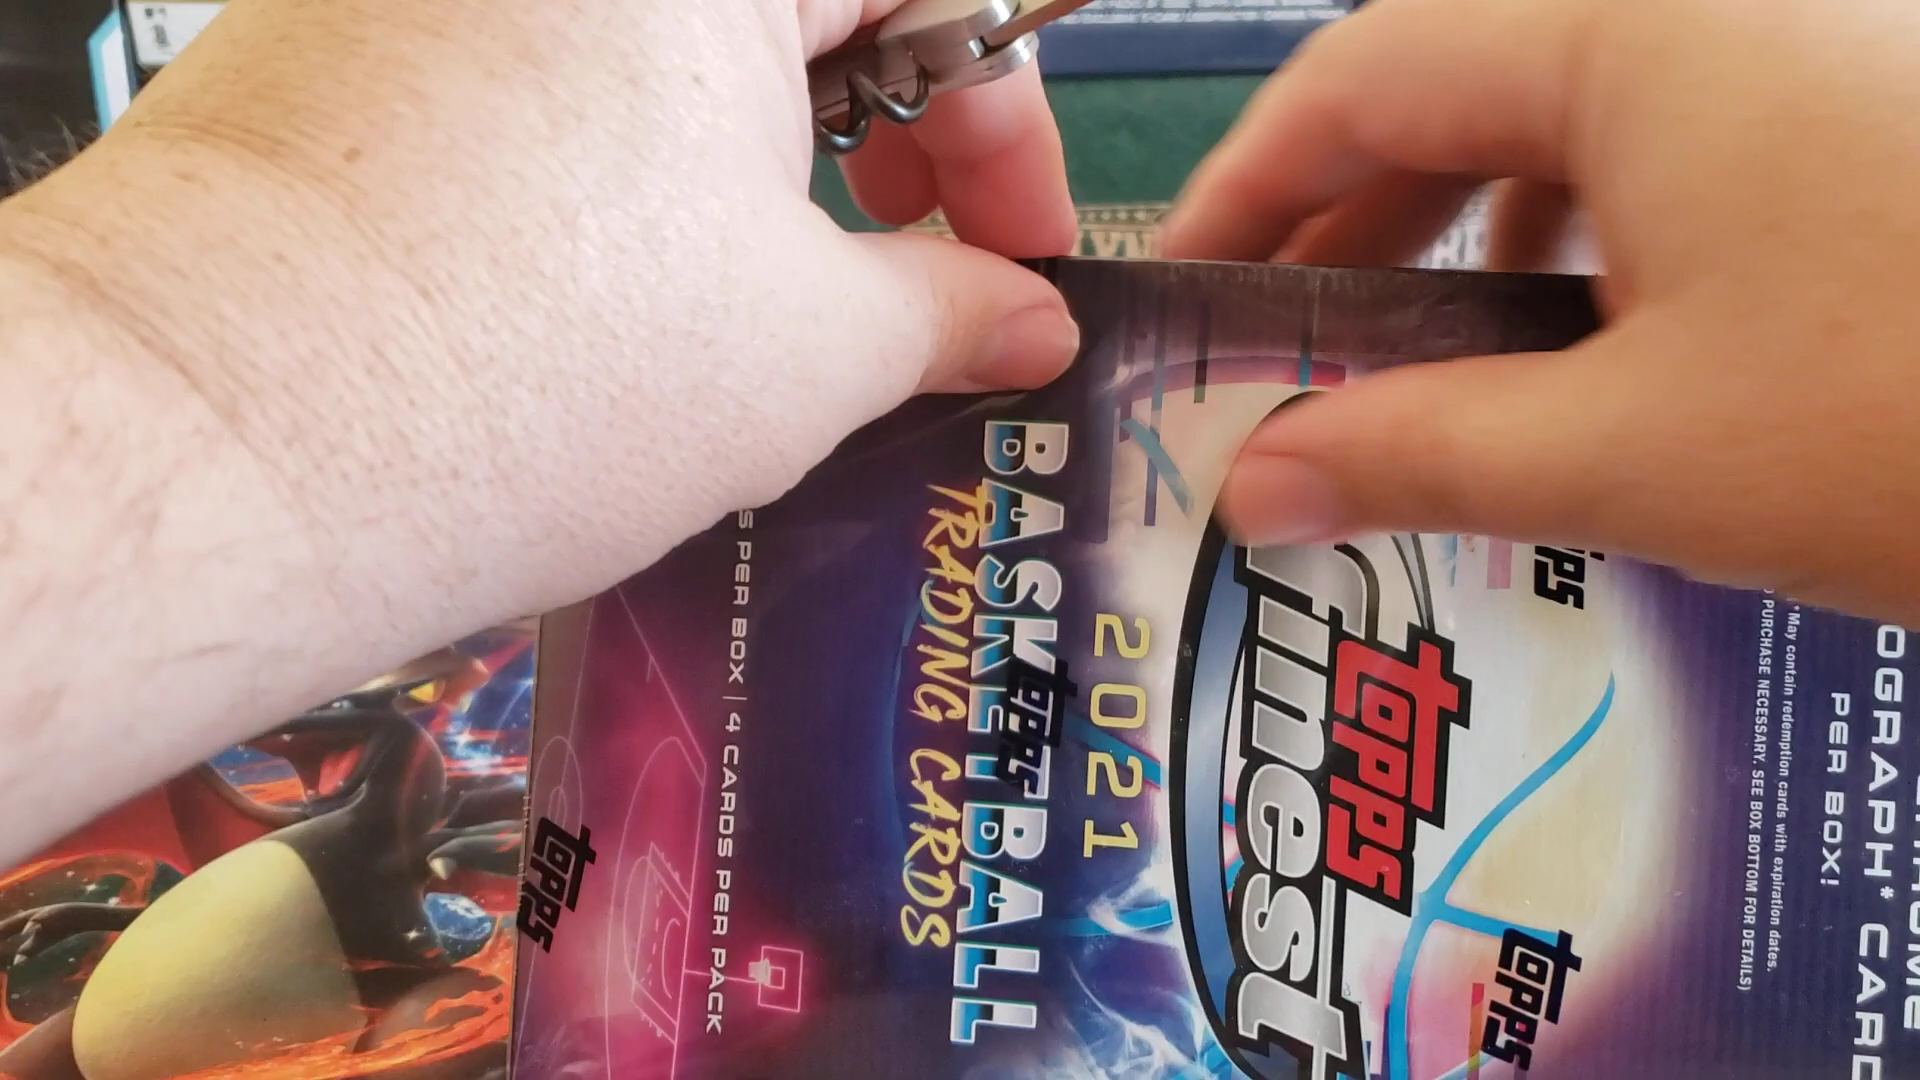 OGRAPH* CARD
PER BOX!
*May contain redemption cards with expiration dates.
PURCHASE NECESSARY. SEE BOX BOTTOM FOR DETAILS)
topps
topps
topps
finest
2021
BASKETBALL
topps
TRADING CARDS
PER BOX | 4 CARDS PER PACK
topps